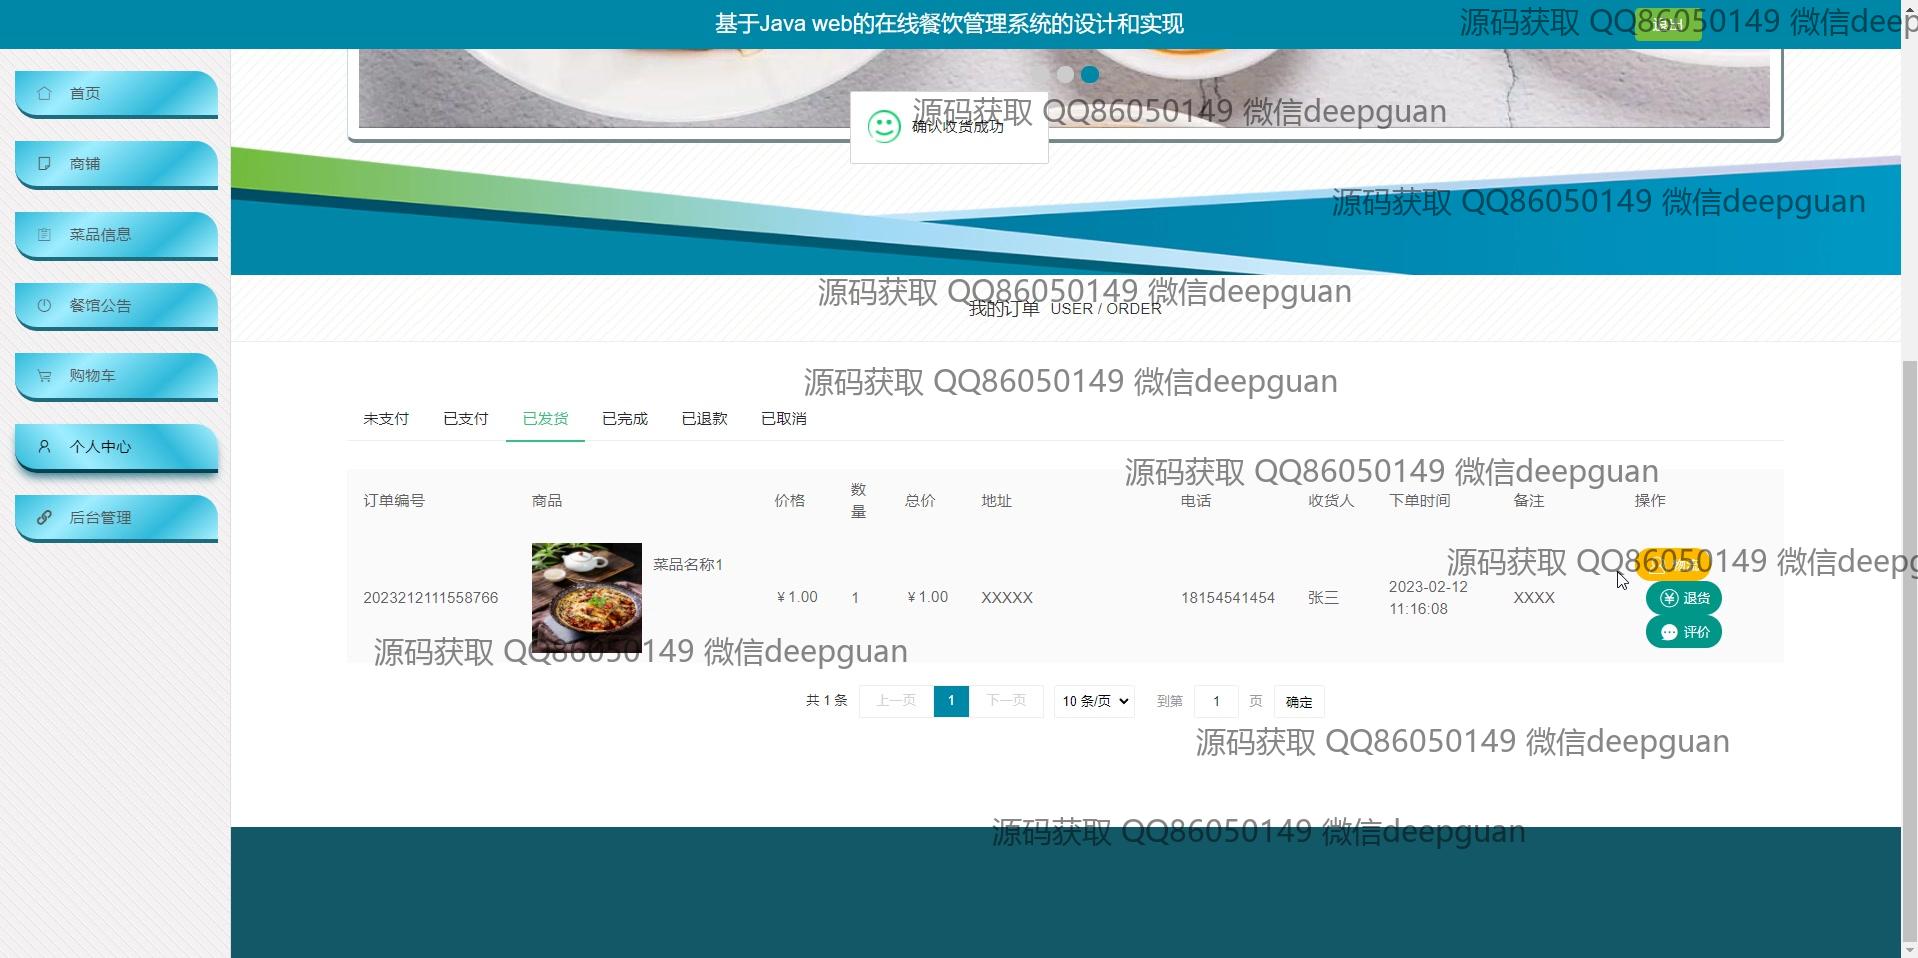 基于Java web的在线餐饮管理系统的设计和实现
源码获取 QQ86050149 微信deep
退出
首页
商铺
菜品信息
餐馆公告
购物车
个人中心
后台管理
源码获取 QQ86050149 微信deepguan
确认收货成功
源码获取 QQ86050149 微信deepguan
源码获取 QQ86050149 微信deepguan
我的订单 USER / ORDER
源码获取 QQ86050149 微信deepguan
未支付 已支付 已发货 已完成 已退款 已取消
源码获取 QQ86050149 微信deepguan
订单编号 商品 价格 数量 总价 地址 电话 收货人 下单时间 备注 操作
源码获取 QQ86050149 微信deepg
物流
菜品名称1
2023212111558766 ￥1.00 1 ￥1.00 XXXXX 18154541454 张三 2023-02-12 11:16:08 XXXX
退货
评价
源码获取 QQ86050149 微信deepguan
共 1 条 上一页 1 下一页 10 条/页 到第 1 页 确定
源码获取 QQ86050149 微信deepguan
源码获取 QQ86050149 微信deepguan